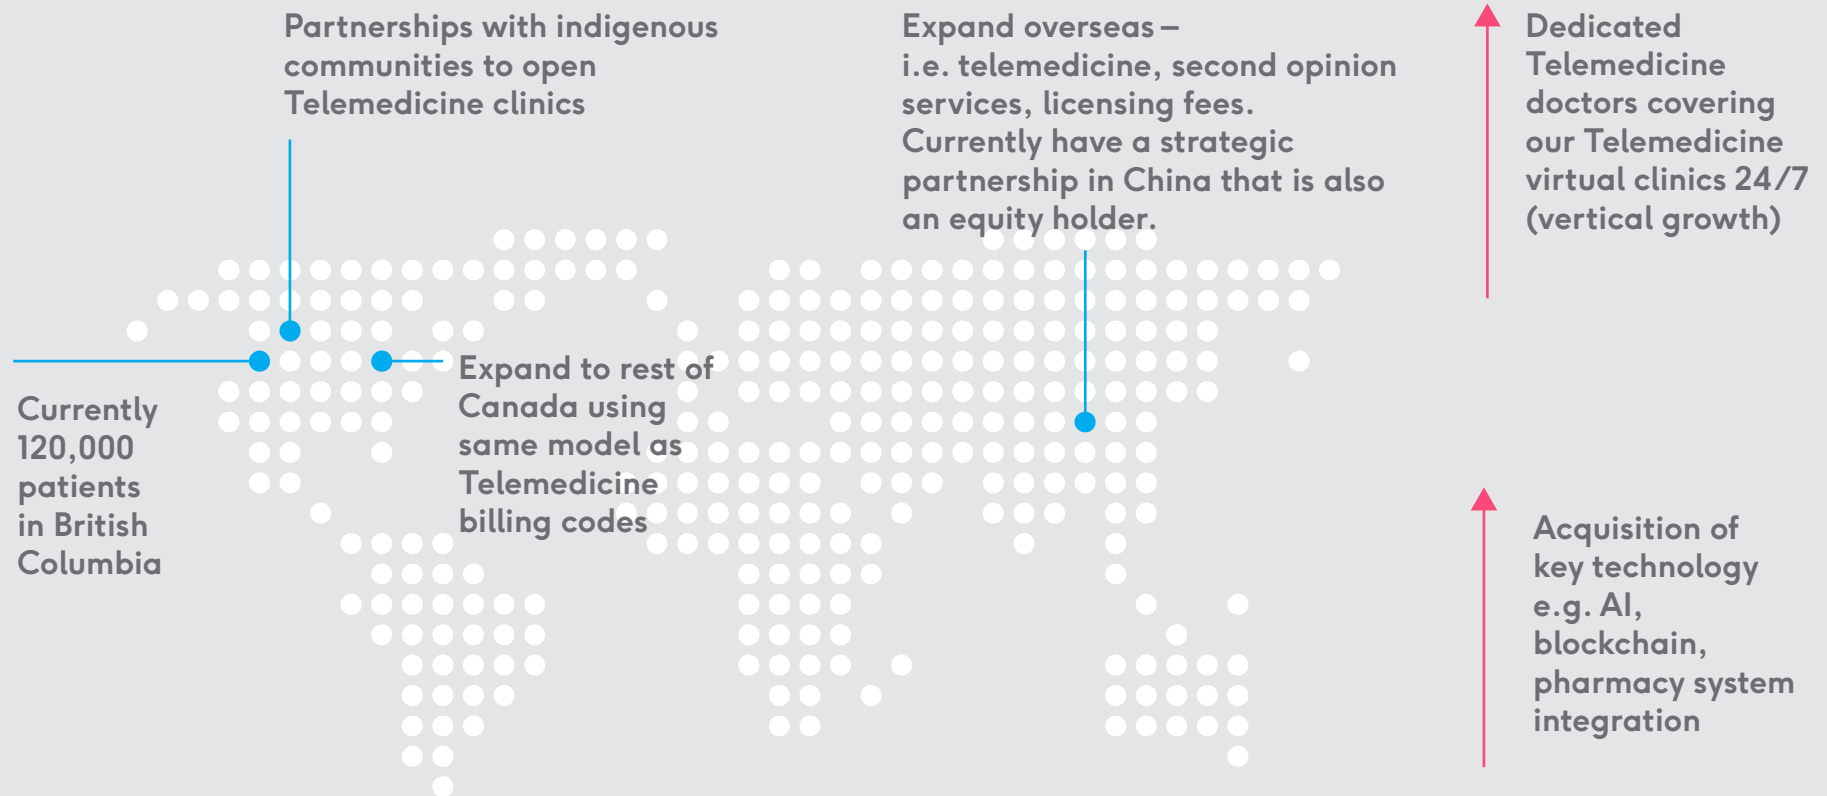 Partnerships with indigenous
communities to open
Telemedicine clinics
Expand overseas –
i.e. telemedicine, second opinion
services, licensing fees.
Currently have a strategic
partnership in China that is also
an equity holder.
Dedicated
Telemedicine
doctors covering
our Telemedicine
virtual clinics 24/7
(vertical growth)
Currently
120,000
patients
in British
Columbia
Expand to rest of
Canada using
same model as
Telemedicine
billing codes
Acquisition of
key technology
e.g. AI,
blockchain,
pharmacy system
integration